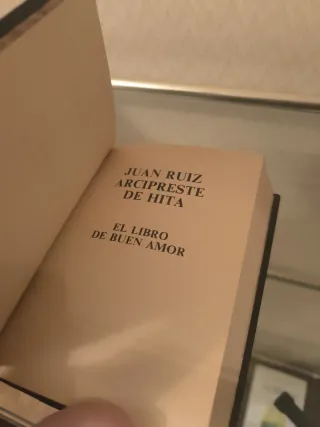 JUAN RUIZ
ARCIPRESTE
DE HITA
EL LIBRO
DE BUEN AMOR